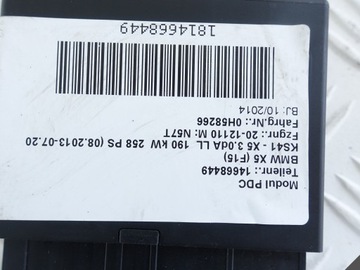 Modul PDC
Teilenr.: 14668449
BMW X5 (F15)
KS41 - X5 3.0dA LL 190 kW 258 PS (08.2013-07.20
Fzgnr.: 20-12110 M: N57T
Fahrg.Nr.: 0H58266
BJ: 10/2014
1814668449